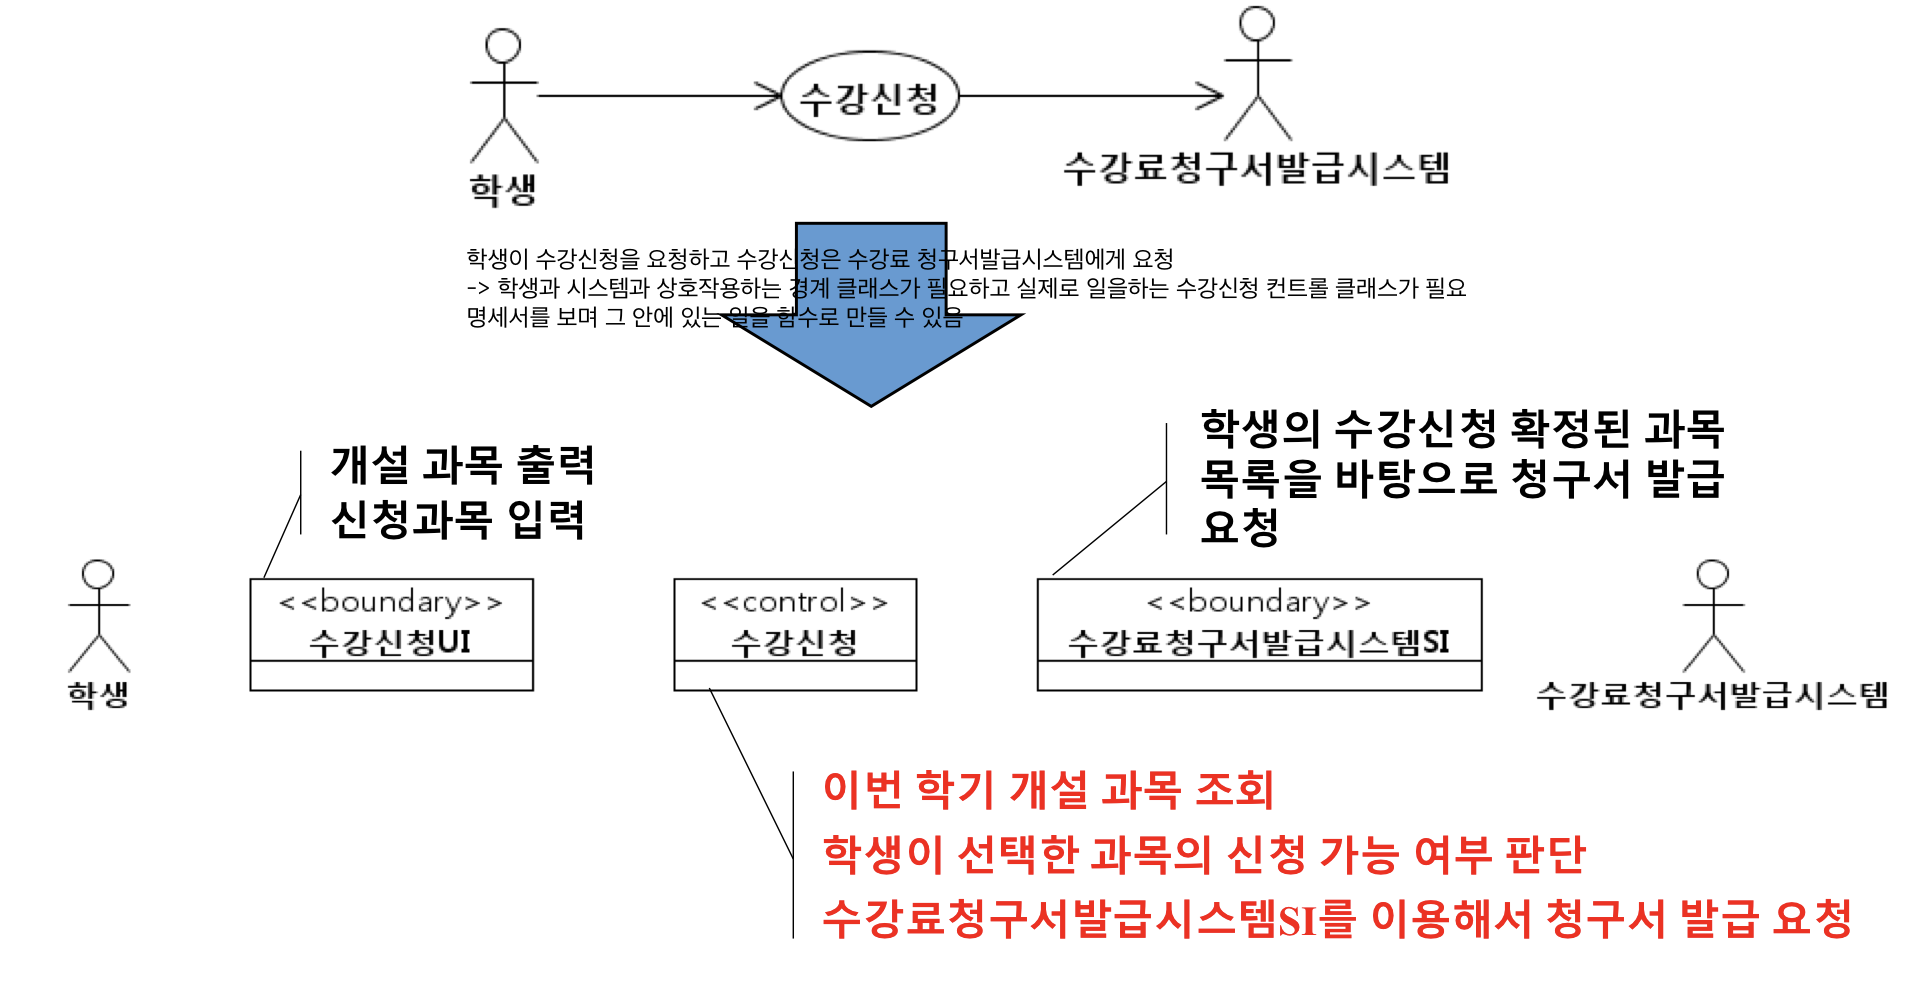 수강신청
학생
수강료청구서발급시스템
학생이 수강신청을 요청하고 수강신청은 수강료 청구서발급시스템에게 요청
-> 학생과 시스템과 상호작용하는 경계 클래스가 필요하고 실제로 일을하는 수강신청 컨트롤 클래스가 필요
명세서를 보며 그 안에 있는 일을 함수로 만들 수 있음
개설 과목 출력
신청과목 입력
학생의 수강신청 확정된 과목
목록을 바탕으로 청구서 발급
요청
<<boundary>>
수강신청UI
<<control>>
수강신청
<<boundary>>
수강료청구서발급시스템SI
학생
수강료청구서발급시스템
이번 학기 개설 과목 조회
학생이 선택한 과목의 신청 가능 여부 판단
수강료청구서발급시스템SI를 이용해서 청구서 발급 요청